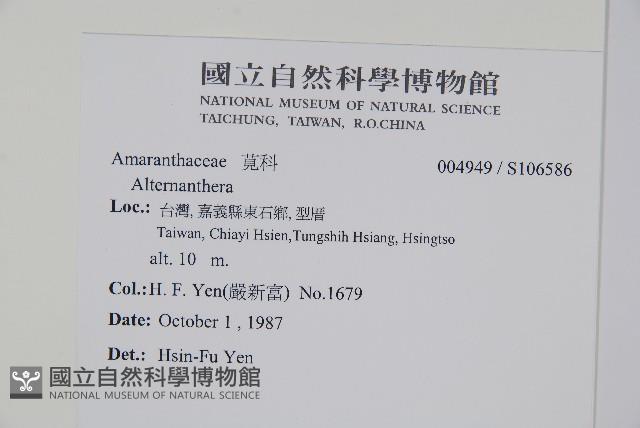 國立自然科學博物館
NATIONAL MUSEUM OF NATURAL SCIENCE
TAICHUNG, TAIWAN, R.O.CHINA
Amaranthaceae 莧科
004949 / S106586
Alternanthera
Loc.: 台灣, 嘉義縣東石鄉, 型厝
Taiwan, Chiayi Hsien,Tungshih Hsiang, Hsingtso
alt. 10 m.
Col.:H. F. Yen(嚴新富) No.1679
Date: October 1 , 1987
Det.: Hsin-Fu Yen
國立自然科學博物館
NATIONAL MUSEUM OF NATURAL SCIENCE